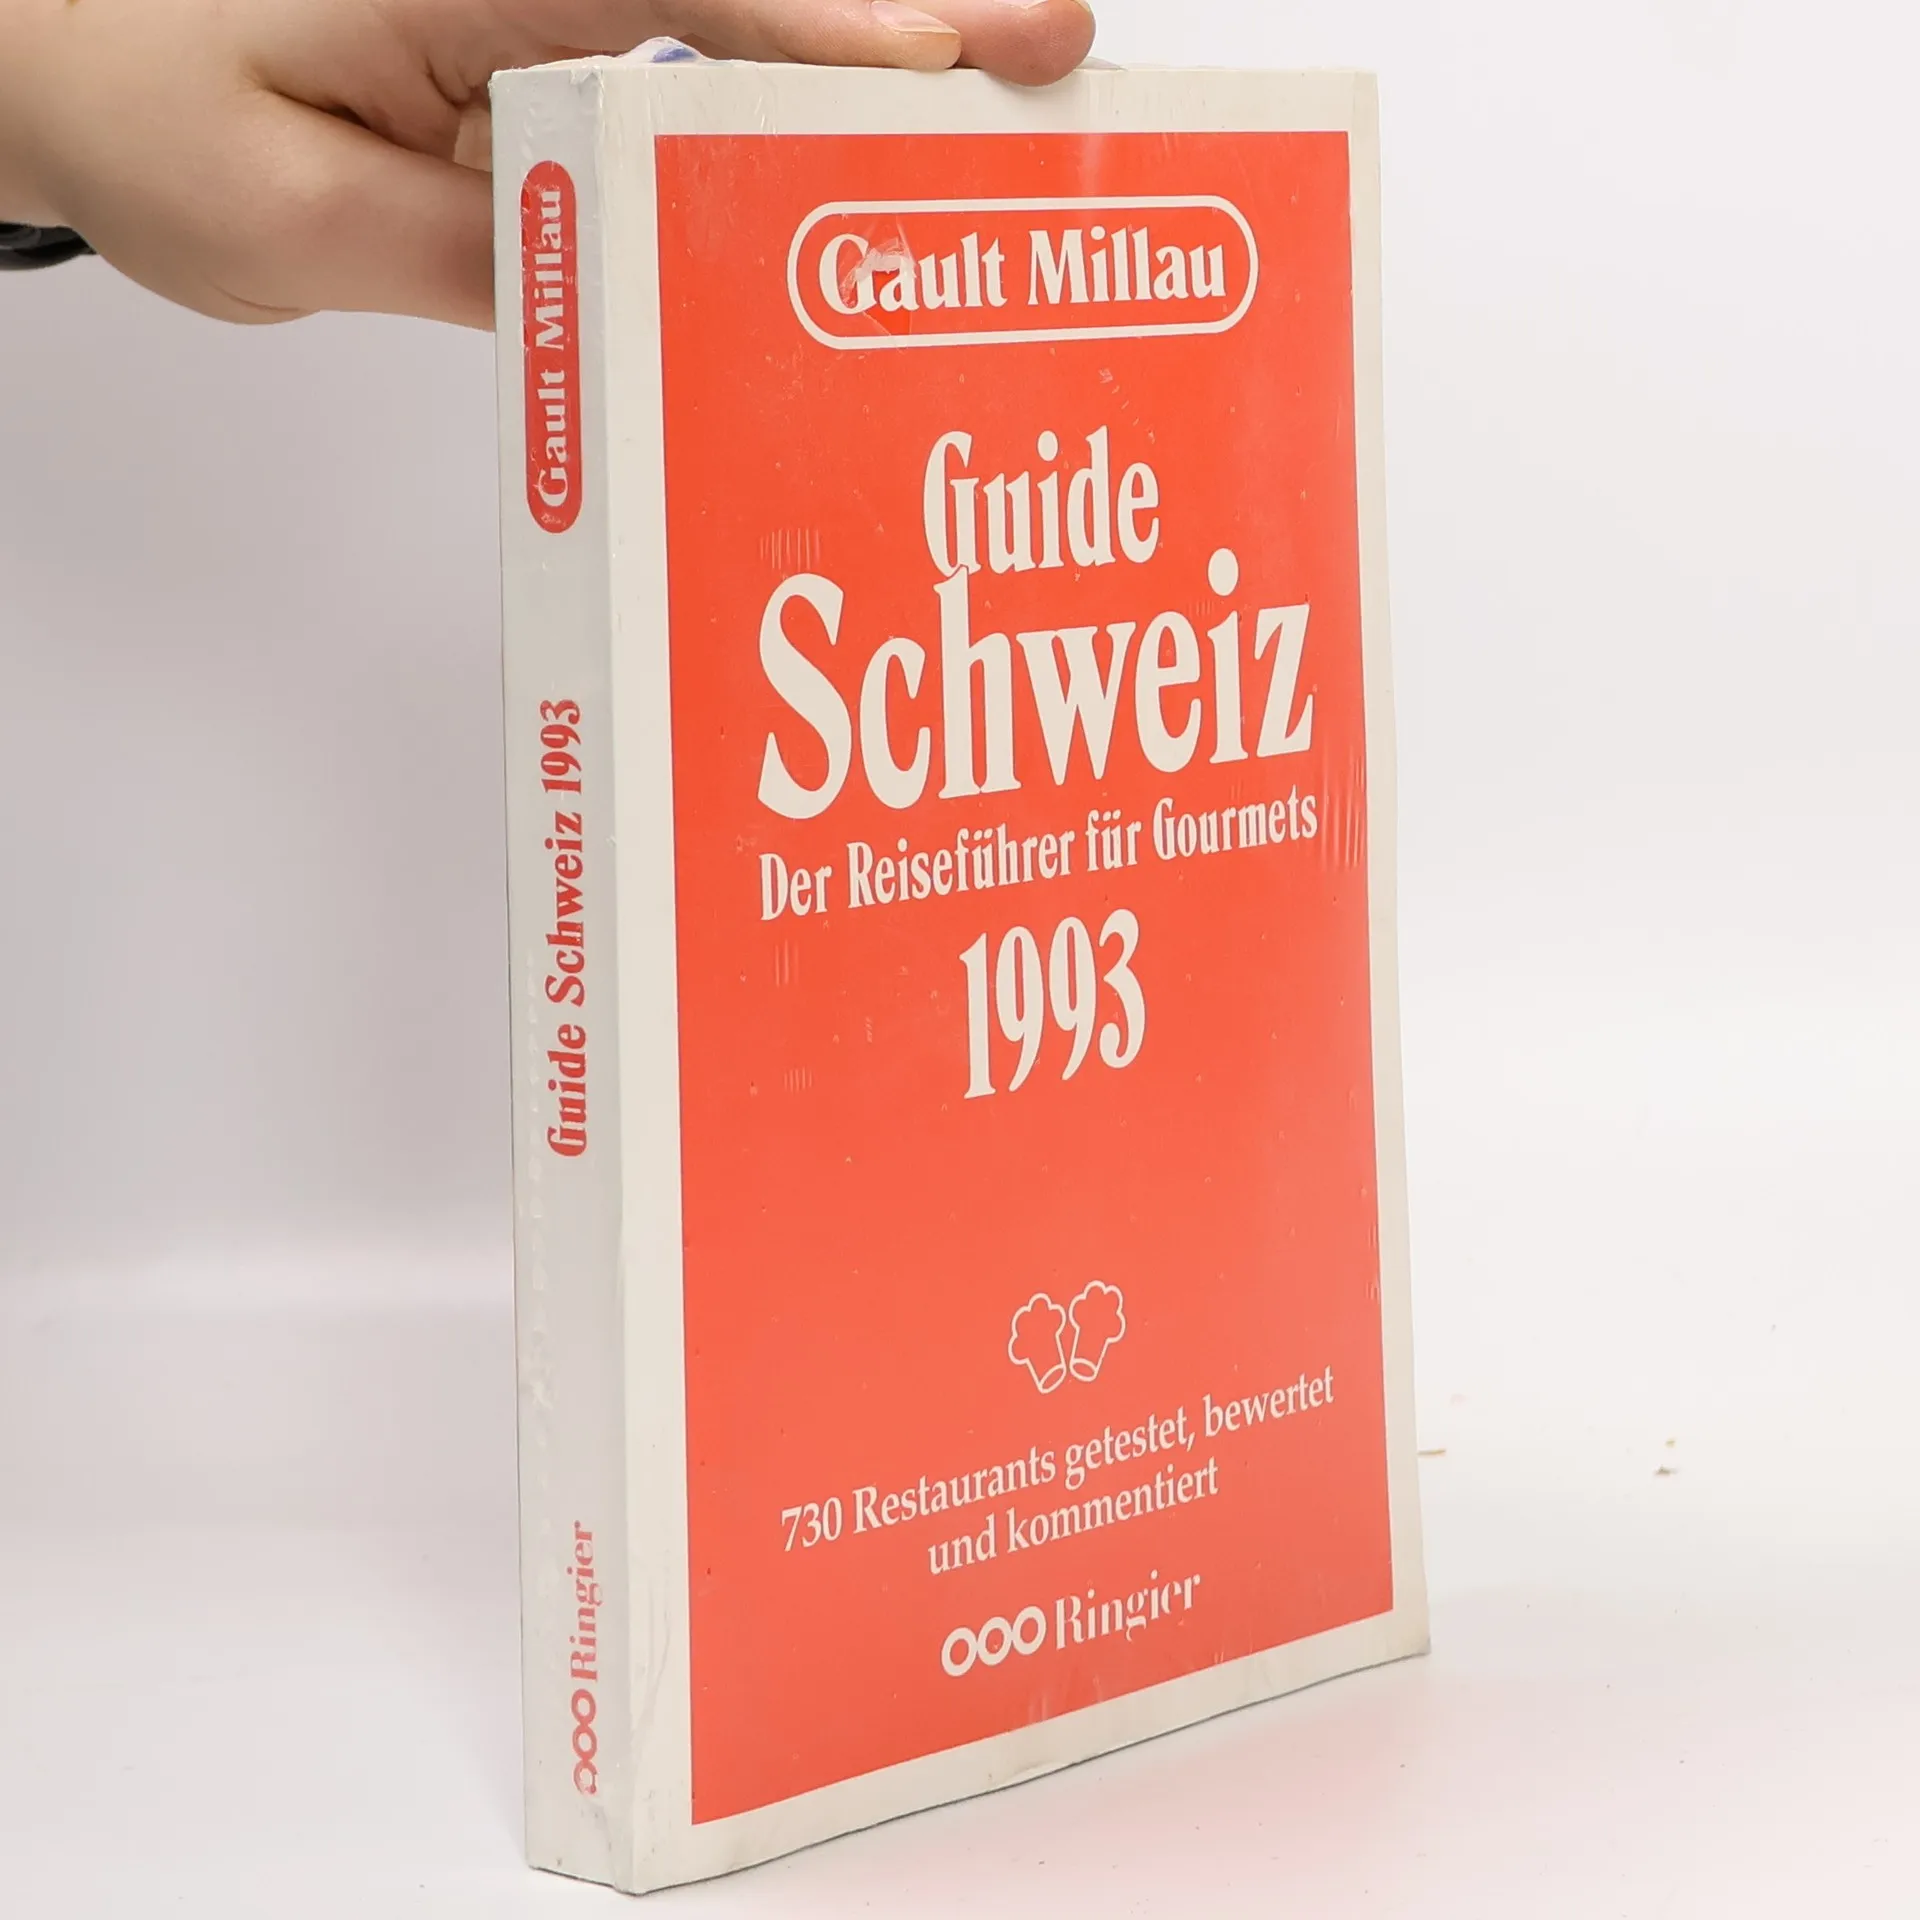 Gault Millau
Guide
Schweiz
Der Reiseführer für Gourmets
1993
730 Restaurants getestet, bewertet
und kommentiert
Ringier
Gault Millau
Guide Schweiz 1993
Ringier